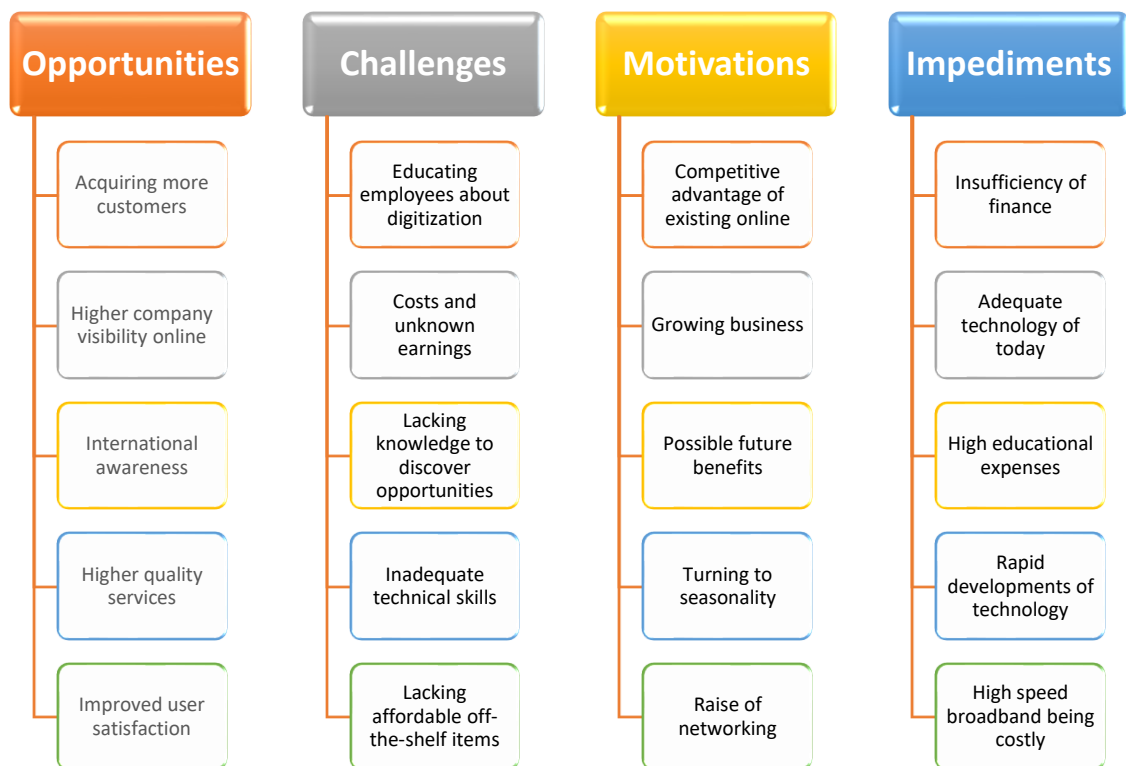 Opportunities
Acquiring more
customers
Higher company
visibility online
International
awareness
Higher quality
services
Improved user
satisfaction
Challenges
Educating
employees about
digitization
Costs and
unknown
earnings
Lacking
knowledge to
discover
opportunities
Inadequate
technical skills
Lacking
affordable off-
the-shelf items
Motivations
Competitive
advantage of
existing online
Growing business
Possible future
benefits
Turning to
seasonality
Raise of
networking
Impediments
Insufficiency of
finance
Adequate
technology of
today
High educational
expenses
Rapid
developments of
technology
High speed
broadband being
costly